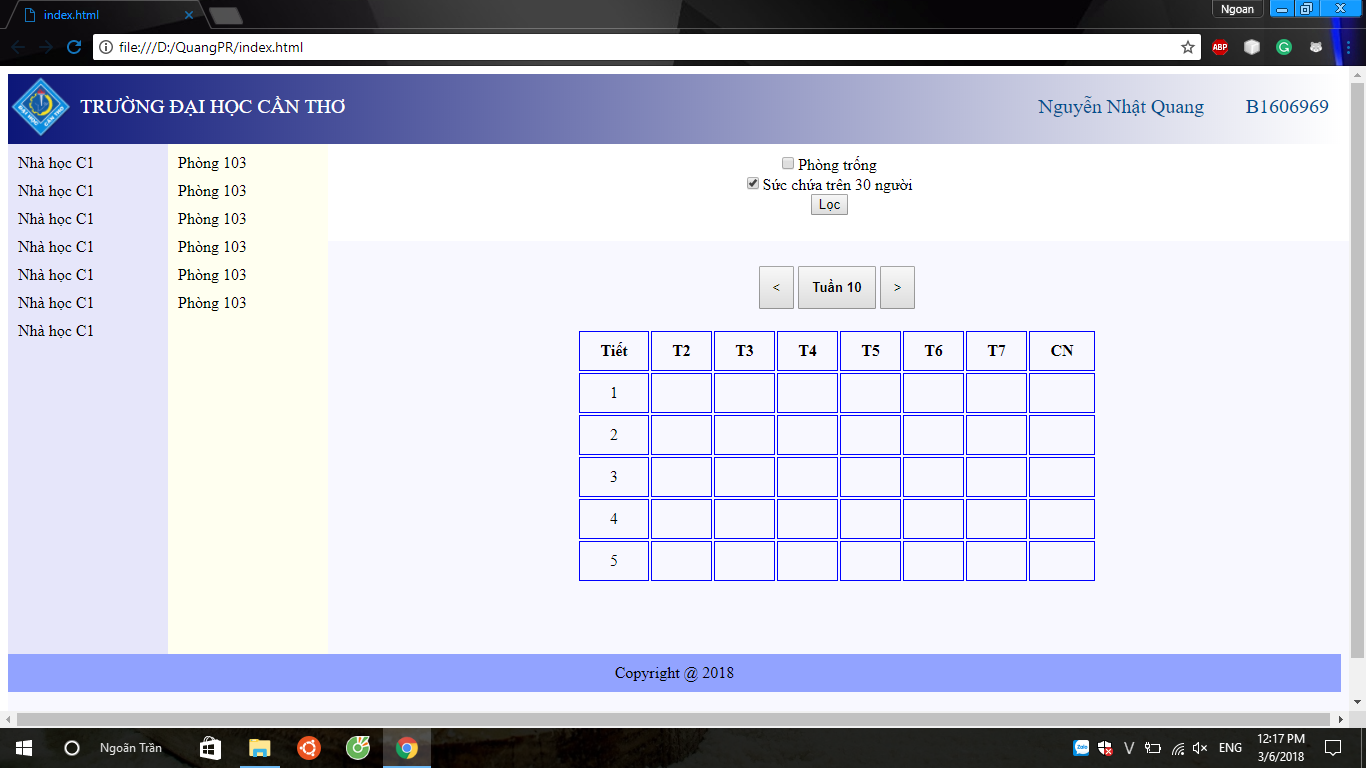 index.html
Ngoan
file:///D:/QuangPR/index.html
ABP
TRƯỜNG ĐẠI HỌC CẦN THƠ
Nguyễn Nhật Quang B1606969
Nhà học C1
Nhà học C1
Nhà học C1
Nhà học C1
Nhà học C1
Nhà học C1
Nhà học C1
Phòng 103
Phòng 103
Phòng 103
Phòng 103
Phòng 103
Phòng 103
Phòng trống
Sức chứa trên 30 người
Lọc
< Tuần 10 >
Tiết T2 T3 T4 T5 T6 T7 CN
1
2
3
4
5
Copyright @ 2018
Ngoãn Trần
Zalo
V
ENG
12:17 PM
3/6/2018